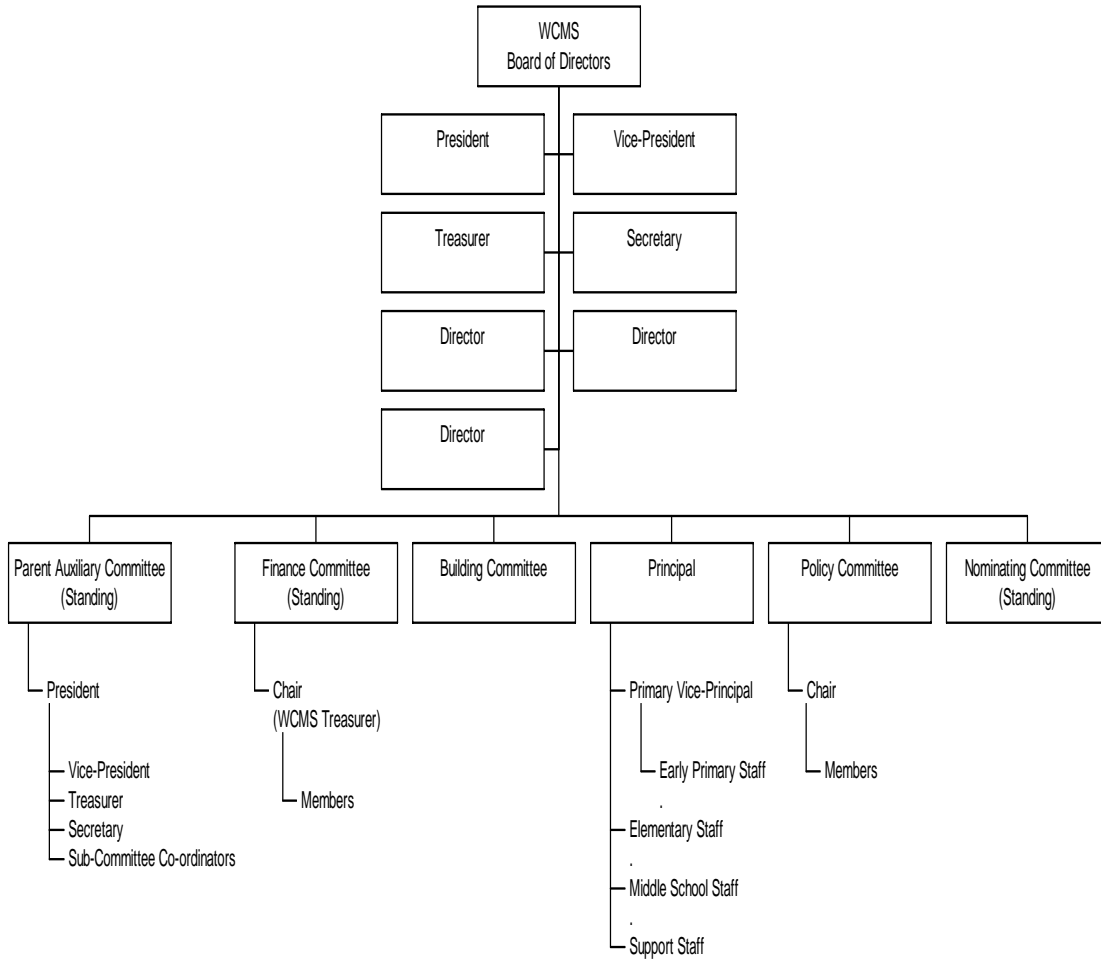 WCMS
Board of Directors
President
Vice-President
Treasurer
Secretary
Director
Director
Director
Parent Auxiliary Committee
(Standing)
Finance Committee
(Standing)
Building Committee
Principal
Policy Committee
Nominating Committee
(Standing)
President
Vice-President
Treasurer
Secretary
Sub-Committee Co-ordinators
Chair
(WCMS Treasurer)
Members
Primary Vice-Principal
Early Primary Staff
.
Elementary Staff
.
Middle School Staff
.
Support Staff
Chair
Members